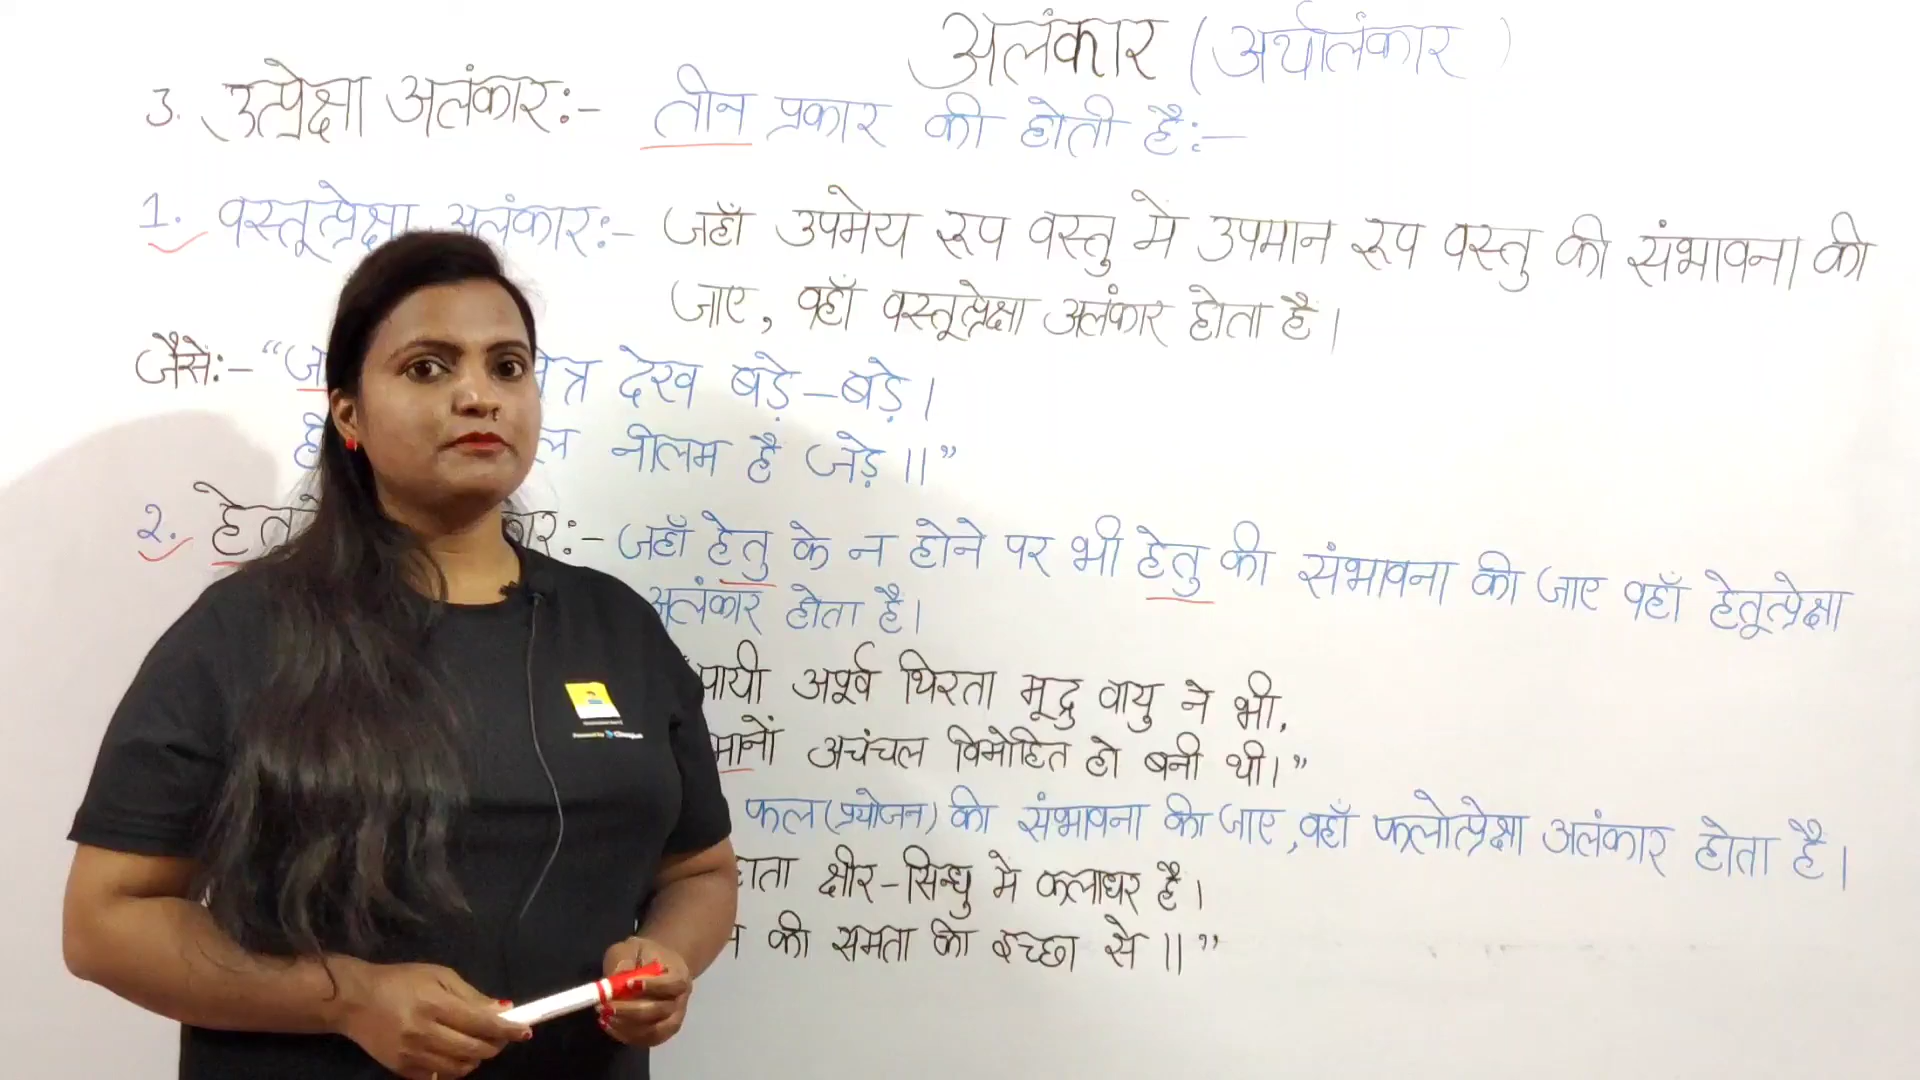 अलंकार (अर्थालंकार)
3. उत्प्रेक्षा अलंकार:- तीन प्रकार की होती है:-
1. वस्तूत्प्रेक्षा अलंकार:- जहाँ उपमेय रूप वस्तु मे उपमान रूप वस्तु की संभावना की
जाए, वहाँ वस्तूत्प्रेक्षा अलंकार होता है।
जैसे:- “ देख बड़े-बड़े।
नीलम है जड़े॥”
२. :- जहाँ हेतु के न होने पर भी हेतु की संभावना की जाए वहाँ हेतूत्प्रेक्षा
अलंकार होता है।
पायी अपूर्व थिरता मृदु वायु ने भी,
मानों अचंचल विमोहित हो बनी थी।”
फल (प्रयोजन) की संभावना की जाए, वहाँ फलोत्प्रेक्षा अलंकार होता है।
क्षीर-सिन्धु मे कलाधर है।
की समता की इच्छा से॥”